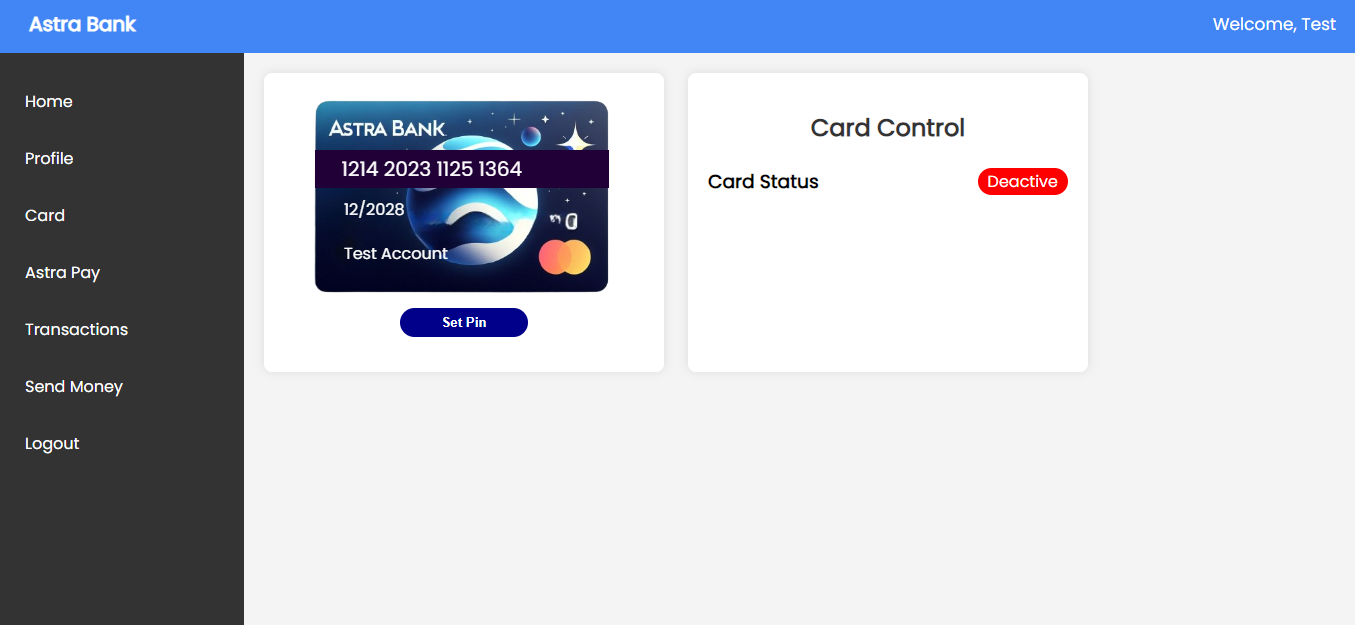 Astra Bank
Welcome, Test
Home
Profile
Card
Astra Pay
Transactions
Send Money
Logout
ASTRA BANK
1214 2023 1125 1364
12/2028
Test Account
Set Pin
Card Control
Card Status
Deactive